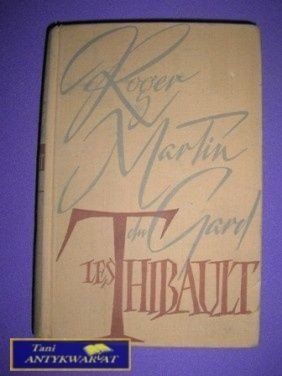 Roger
Martin
du Gard
LES THIBAULT
Tani
ANTYKWARIAT